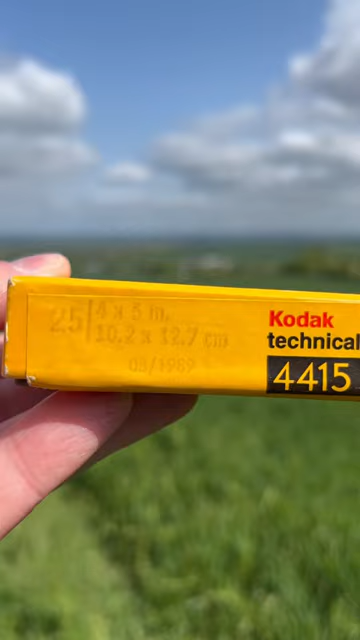 25
4 x 5 in.
10.2 x 12.7 cm
08/1989
Kodak
technical
4415